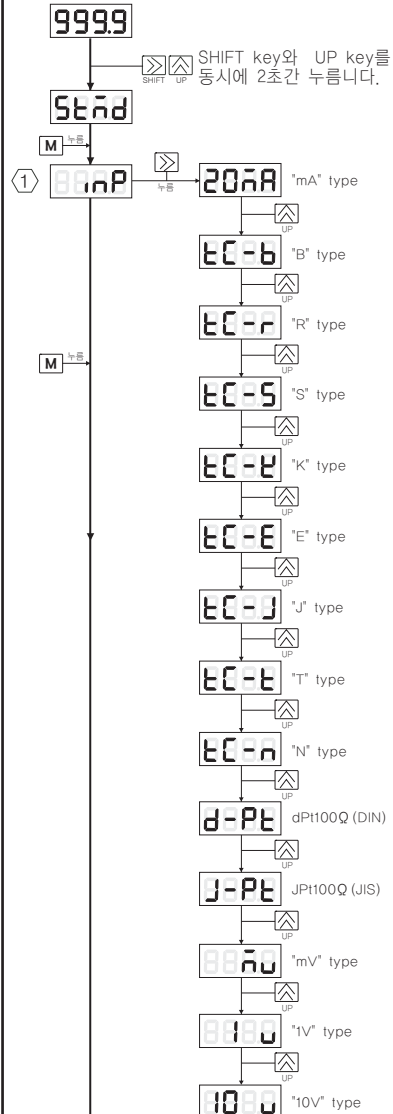 999.9
SHIFT key와 UP key를
SHIFT UP 동시에 2초간 누릅니다.
Stmd
M 누름
1 inP 누름 20mA "mA" type
UP
tC-b "B" type
UP
tC-r "R" type
UP
M 누름
tC-S "S" type
UP
tC-K "K" type
UP
tC-E "E" type
UP
tC-J "J" type
UP
tC-t "T" type
UP
tC-n "N" type
UP
d-Pt dPt100Ω (DIN)
UP
J-Pt JPt100Ω (JIS)
UP
mv "mV" type
UP
1 v "1V" type
UP
10 v "10V" type